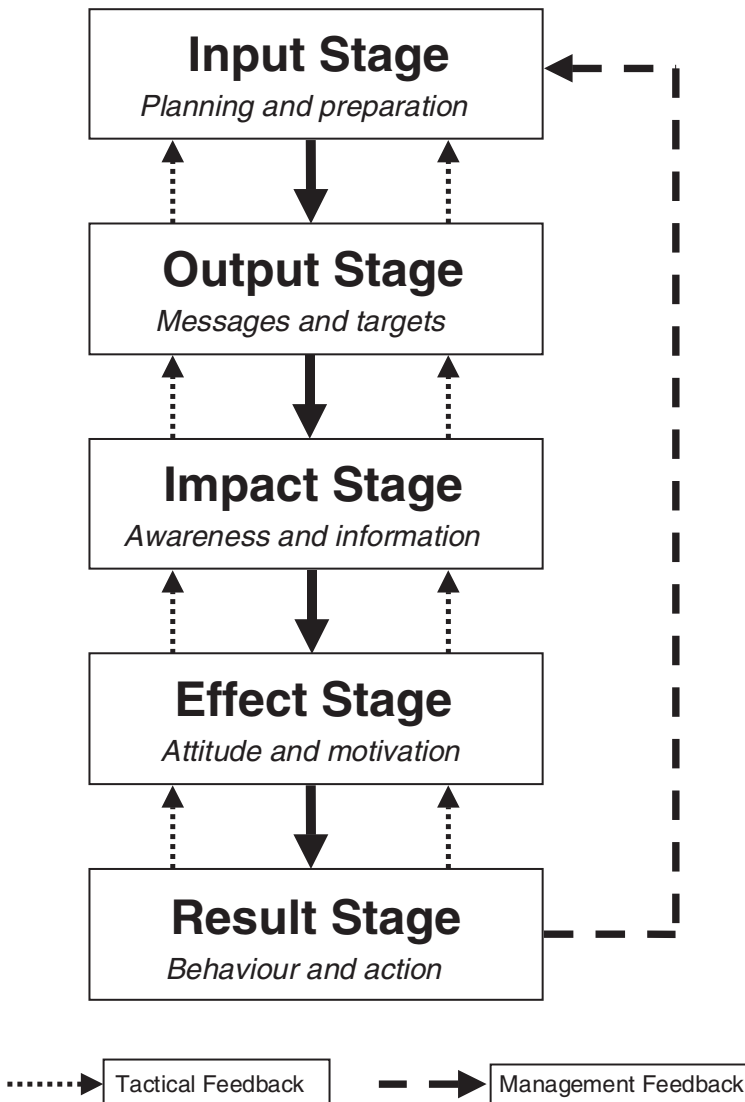 Input Stage
Planning and preparation
Output Stage
Messages and targets
Impact Stage
Awareness and information
Effect Stage
Attitude and motivation
Result Stage
Behaviour and action
Tactical Feedback
Management Feedback